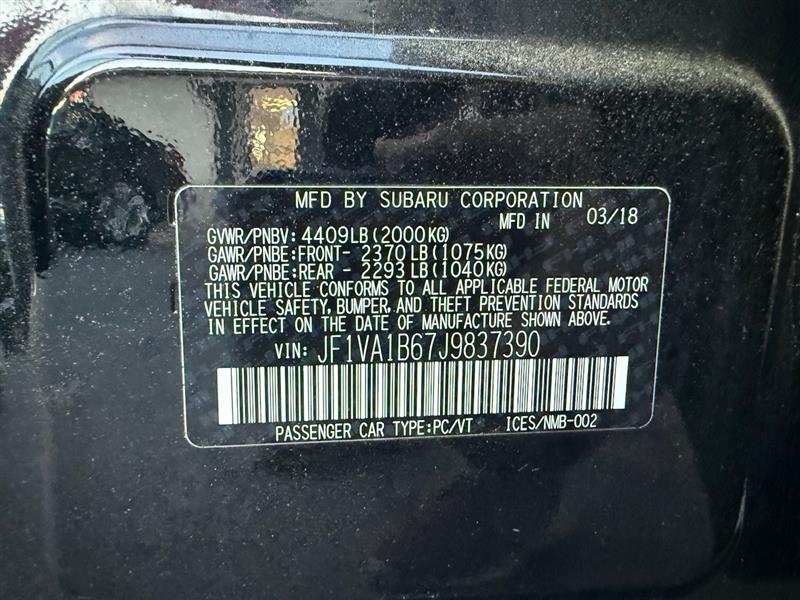 MFD BY SUBARU CORPORATION
MFD IN 03/18
GVWR/PNBV: 4409LB (2000KG)
GAWR/PNBE:FRONT- 2370 LB (1075KG)
GAWR/PNBE:REAR - 2293 LB (1040KG)
THIS VEHICLE CONFORMS TO ALL APPLICABLE FEDERAL MOTOR
VEHICLE SAFETY, BUMPER, AND THEFT PREVENTION STANDARDS
IN EFFECT ON THE DATE OF MANUFACTURE SHOWN ABOVE.
VIN: JF1VA1B67J9837390
PASSENGER CAR TYPE:PC/VT ICES/NMB-002